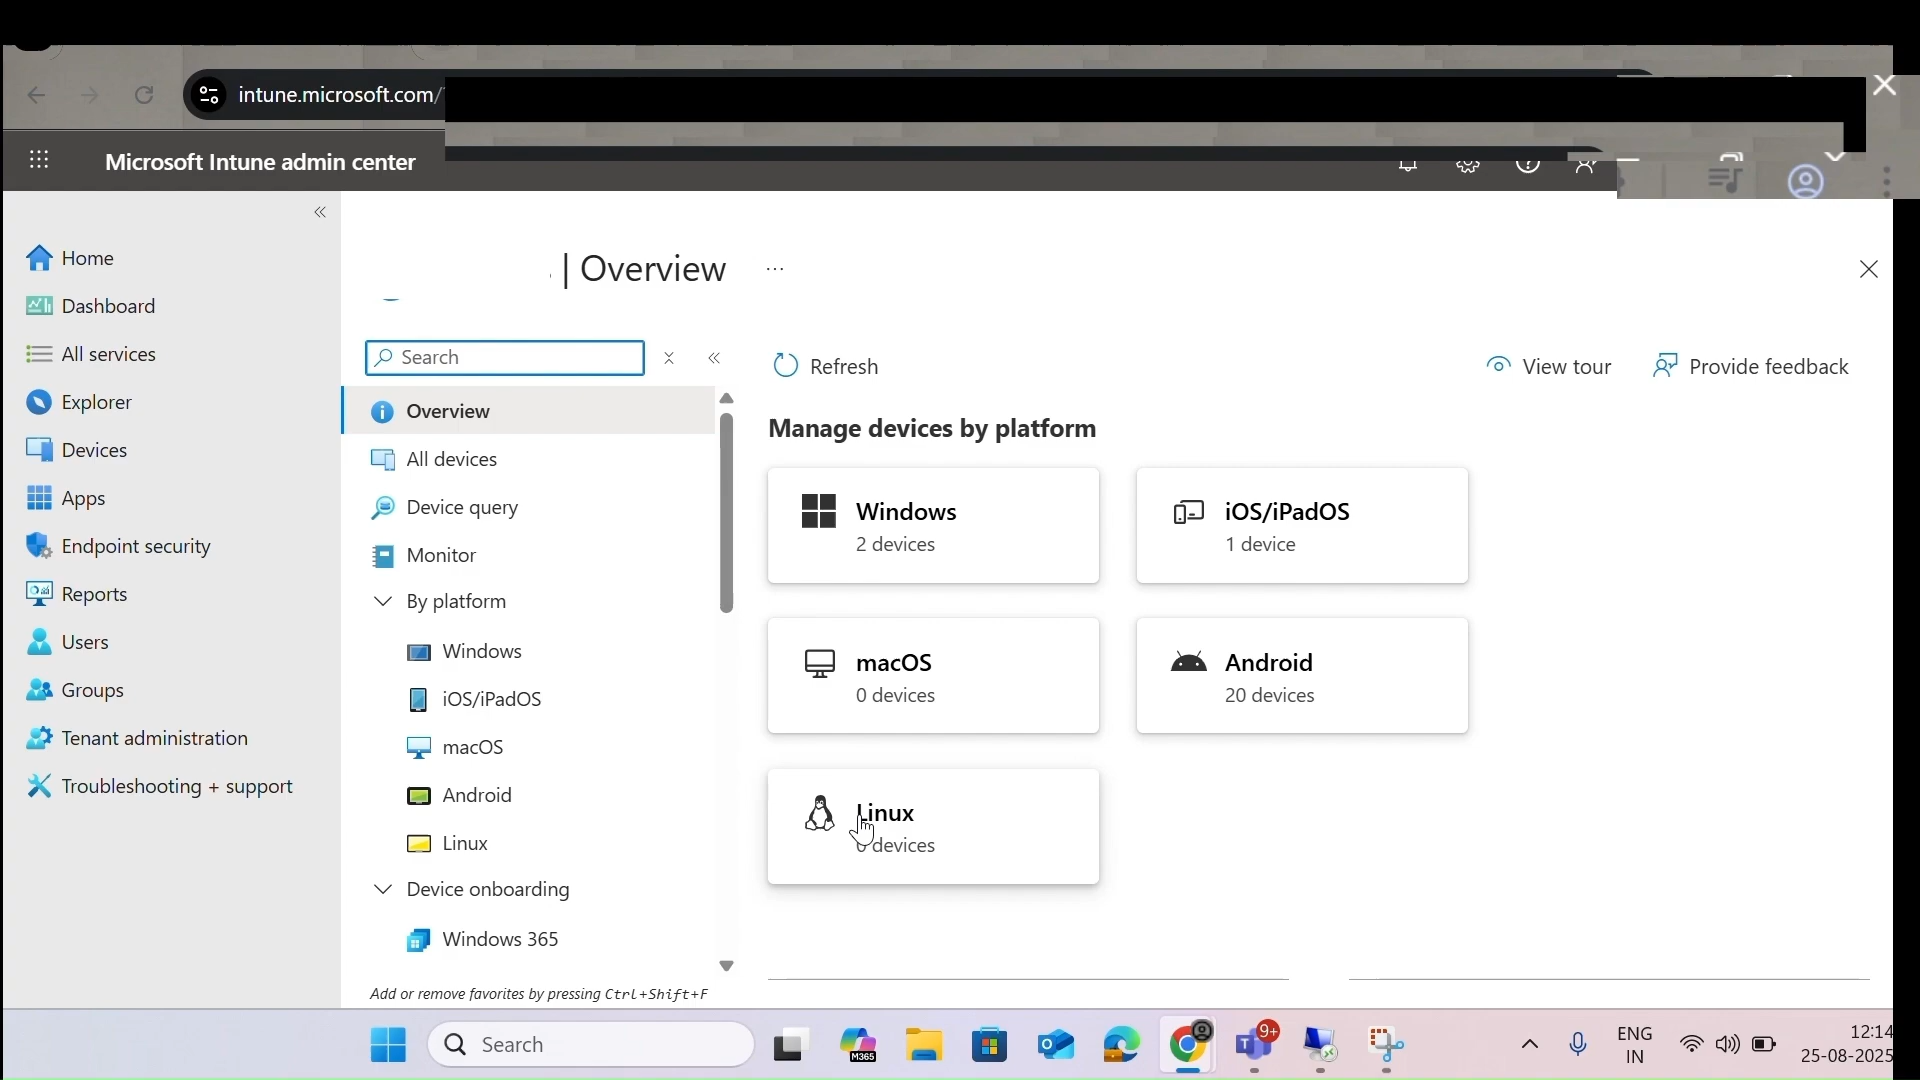 intune.microsoft.com/
Microsoft Intune admin center
Home
Dashboard
All services
Explorer
Devices
Apps
Endpoint security
Reports
Users
Groups
Tenant administration
Troubleshooting + support
| Overview ...
Search
Overview
All devices
Device query
Monitor
By platform
Windows
iOS/iPadOS
macOS
Android
Linux
Device onboarding
Windows 365
Add or remove favorites by pressing Ctrl+Shift+F
Refresh
View tour
Provide feedback
Manage devices by platform
Windows
2 devices
iOS/iPadOS
1 device
macOS
0 devices
Android
20 devices
Linux
0 devices
Search
M365
9+
ENG
IN
12:14
25-08-2025